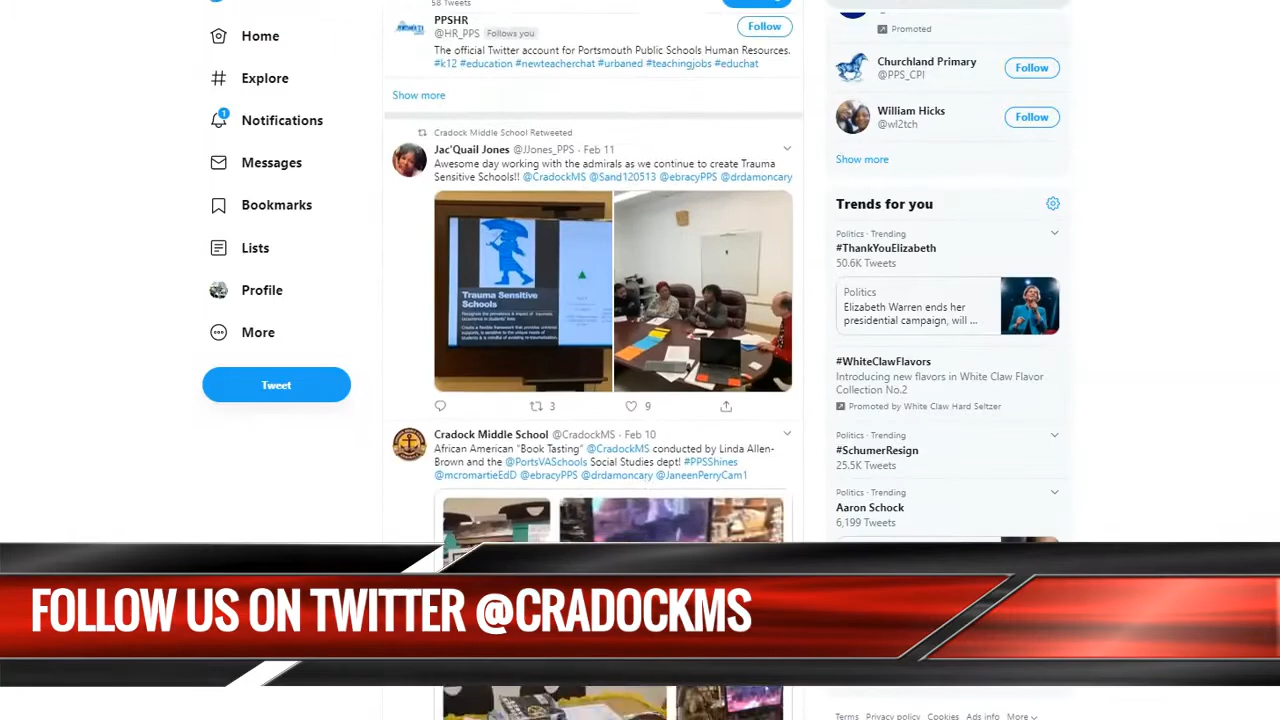 58 Tweets
PPSHR
@HR_PPS Follows you
Follow
The official Twitter account for Portsmouth Public Schools Human Resources.
#k12 #education #newteacherchat #urbaned #teachingjobs #educhat
Show more
Home
Explore
1
Notifications
Messages
Bookmarks
Lists
Profile
More
Tweet
Cradock Middle School Retweeted
Jac'Quail Jones @JJones_PPS · Feb 11
Awesome day working with the admirals as we continue to create Trauma
Sensitive Schools!! @CradockMS @Sand120513 @ebracyPPS @drdamoncary
Trauma Sensitive
Schools
3
9
Cradock Middle School @CradockMS · Feb 10
African American "Book Tasting" @CradockMS conducted by Linda Allen-
Brown and the @PortsVASchools Social Studies dept! #PPSShines
@mcromartieEdD @ebracyPPS @drdamoncary @JaneenPerryCam1
Promoted
Churchland Primary
@PPS_CPI
Follow
William Hicks
@wl2tch
Follow
Show more
Trends for you
Politics · Trending
#ThankYouElizabeth
50.6K Tweets
Politics
Elizabeth Warren ends her
presidential campaign, will ...
#WhiteClawFlavors
Introducing new flavors in White Claw Flavor
Collection No.2
Promoted by White Claw Hard Seltzer
Politics · Trending
#SchumerResign
25.5K Tweets
Politics · Trending
Aaron Schock
6,199 Tweets
FOLLOW US ON TWITTER @CRADOCKMS
Terms Privacy policy Cookies Ads info More